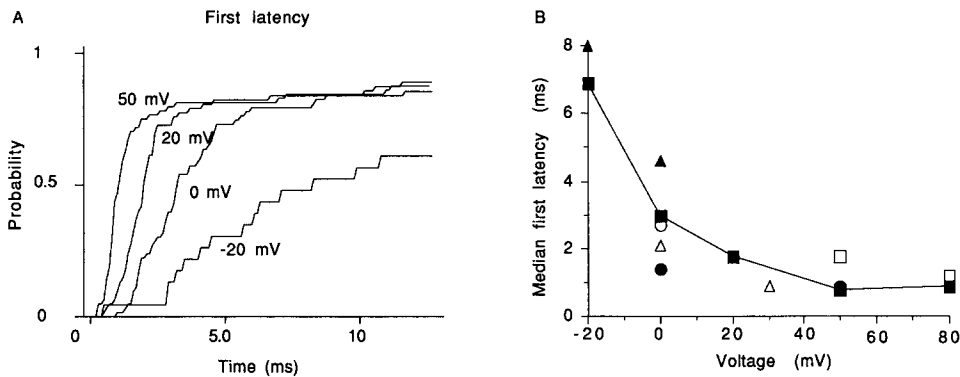 A
First latency
1
0.5
0
Probability
50 mV
20 mV
0 mV
-20 mV
0
5.0
10
Time (ms)
B
8
6
4
2
0
Median first latency (ms)
-20
0
20
40
60
80
Voltage (mV)